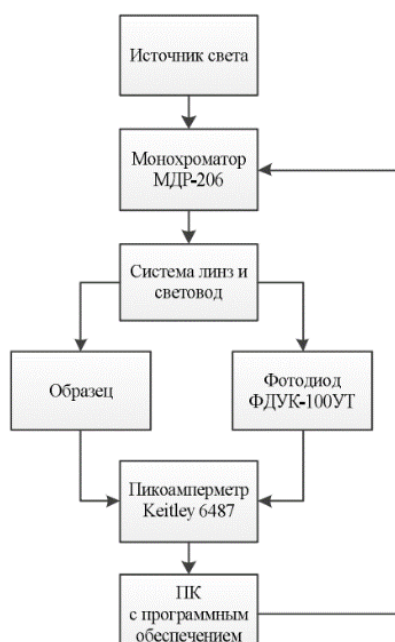 Источник света
Монохроматор
МДР-206
Система линз и
световод
Образец
Фотодиод
ФДУК-100УТ
Пикоамперметр
Keitley 6487
ПК
с программным
обеспечением